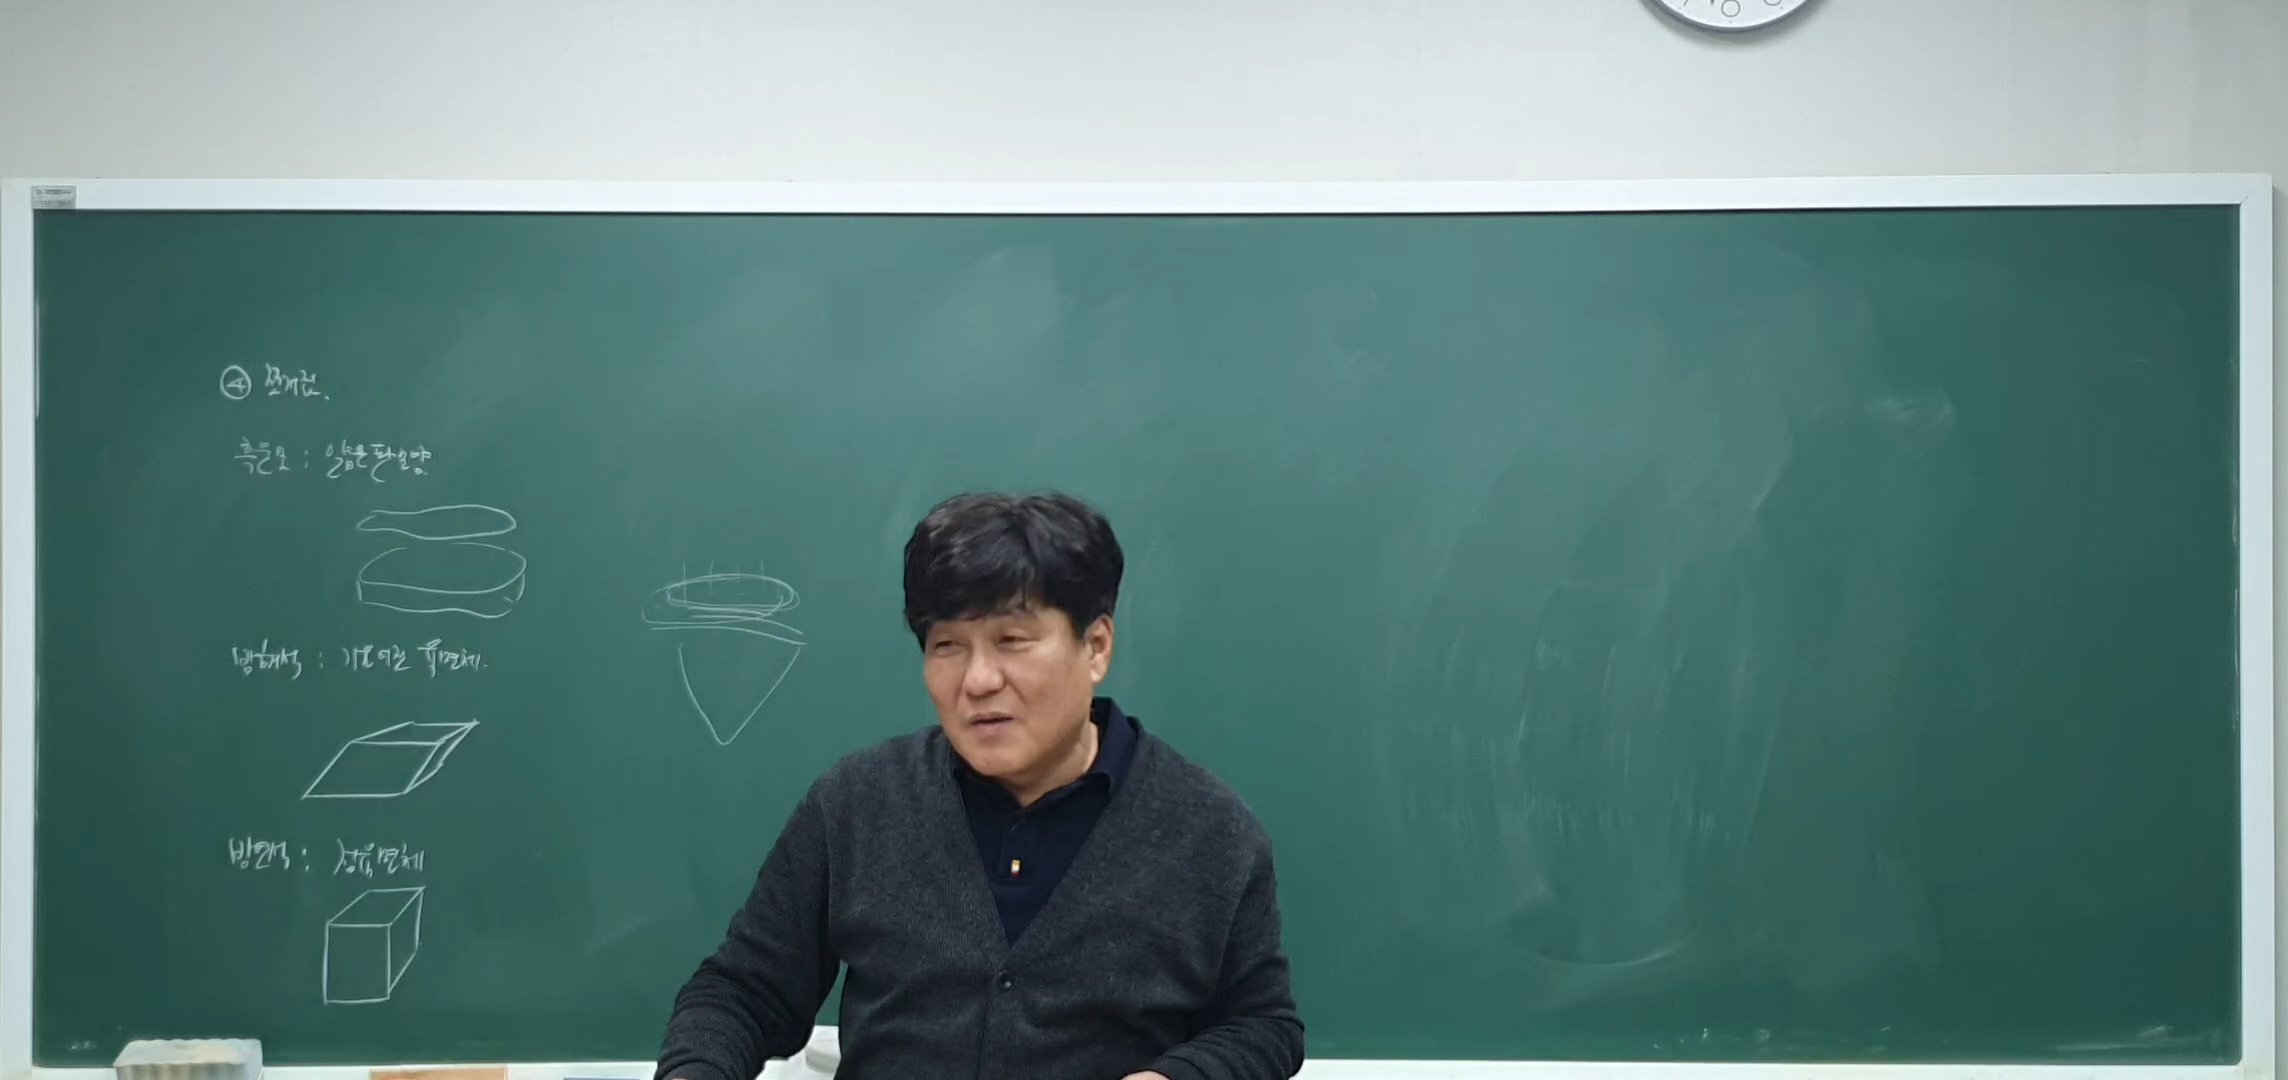 ④ 쪼개짐.
흑운모 : 얇은 판 모양
방해석 : 기울어진 육면체.
방연석 : 정육면체